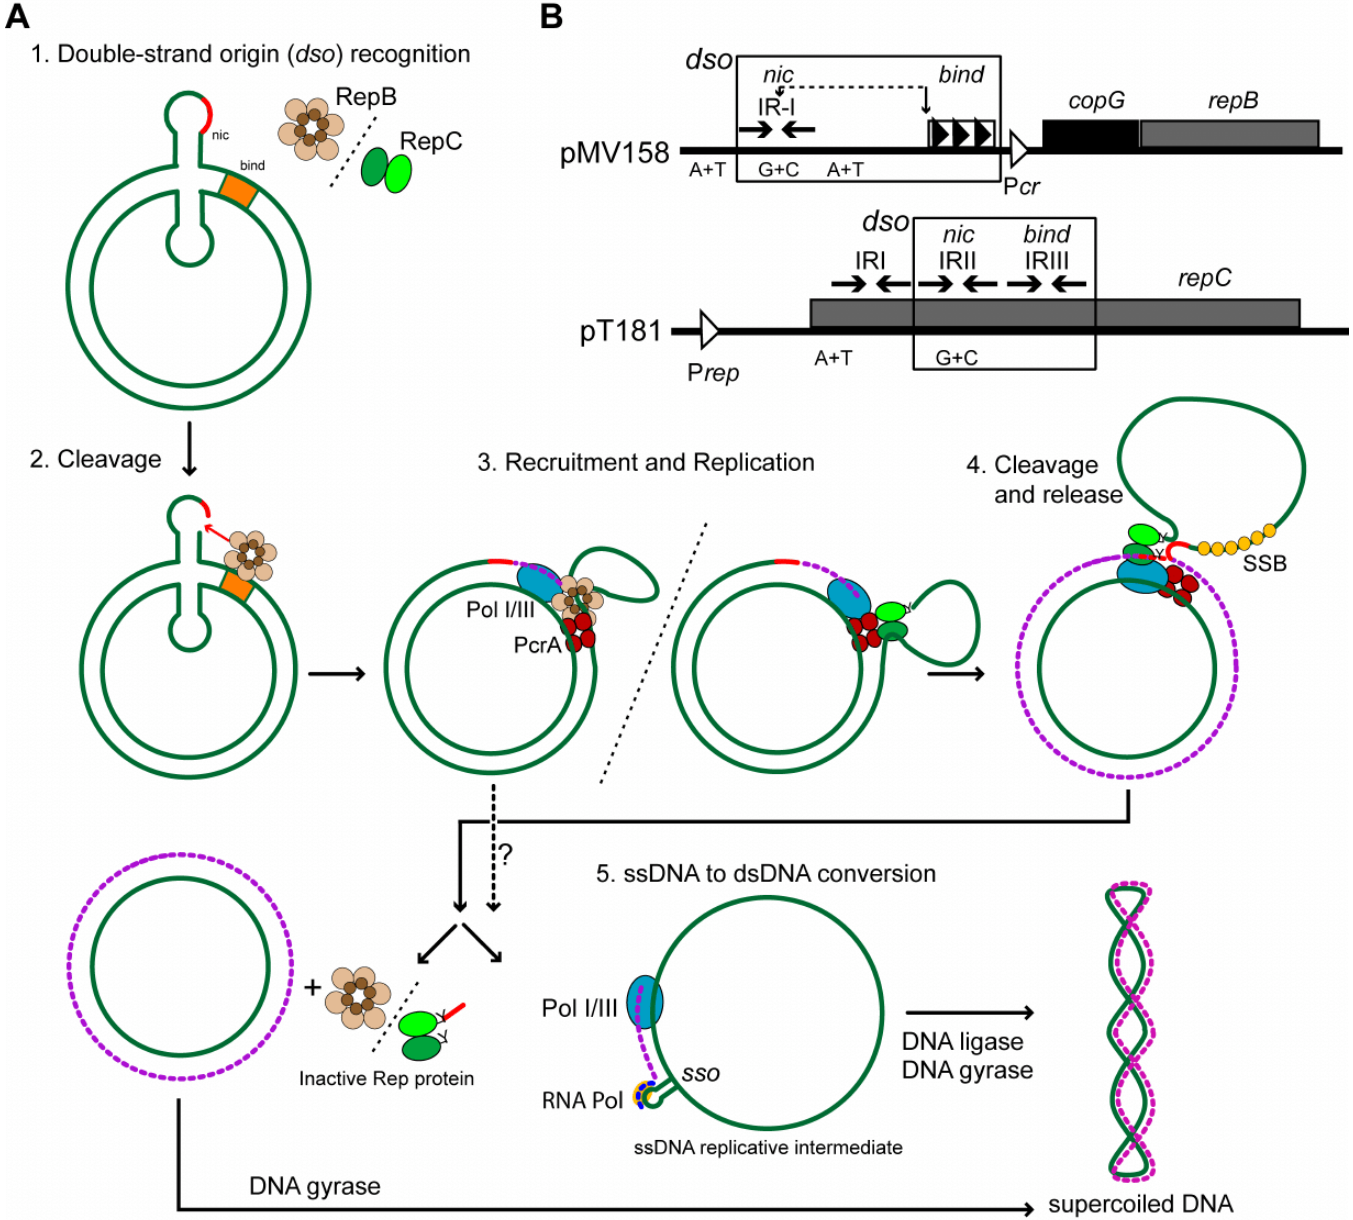 A
1. Double-strand origin (dso) recognition
RepB
RepC
nic
bind
B
dso
nic
bind
IR-I
copG
repB
pMV158
A+T
G+C
A+T
Pcr
dso
nic
bind
IRI
IRII
IRIII
repC
pT181
A+T
G+C
Prep
2. Cleavage
3. Recruitment and Replication
4. Cleavage
and release
Pol I/III
PcrA
Y
Y
Y
SSB
?
5. ssDNA to dsDNA conversion
+
Y
Y
Inactive Rep protein
Pol I/III
RNA Pol
sso
ssDNA replicative intermediate
DNA ligase
DNA gyrase
DNA gyrase
supercoiled DNA